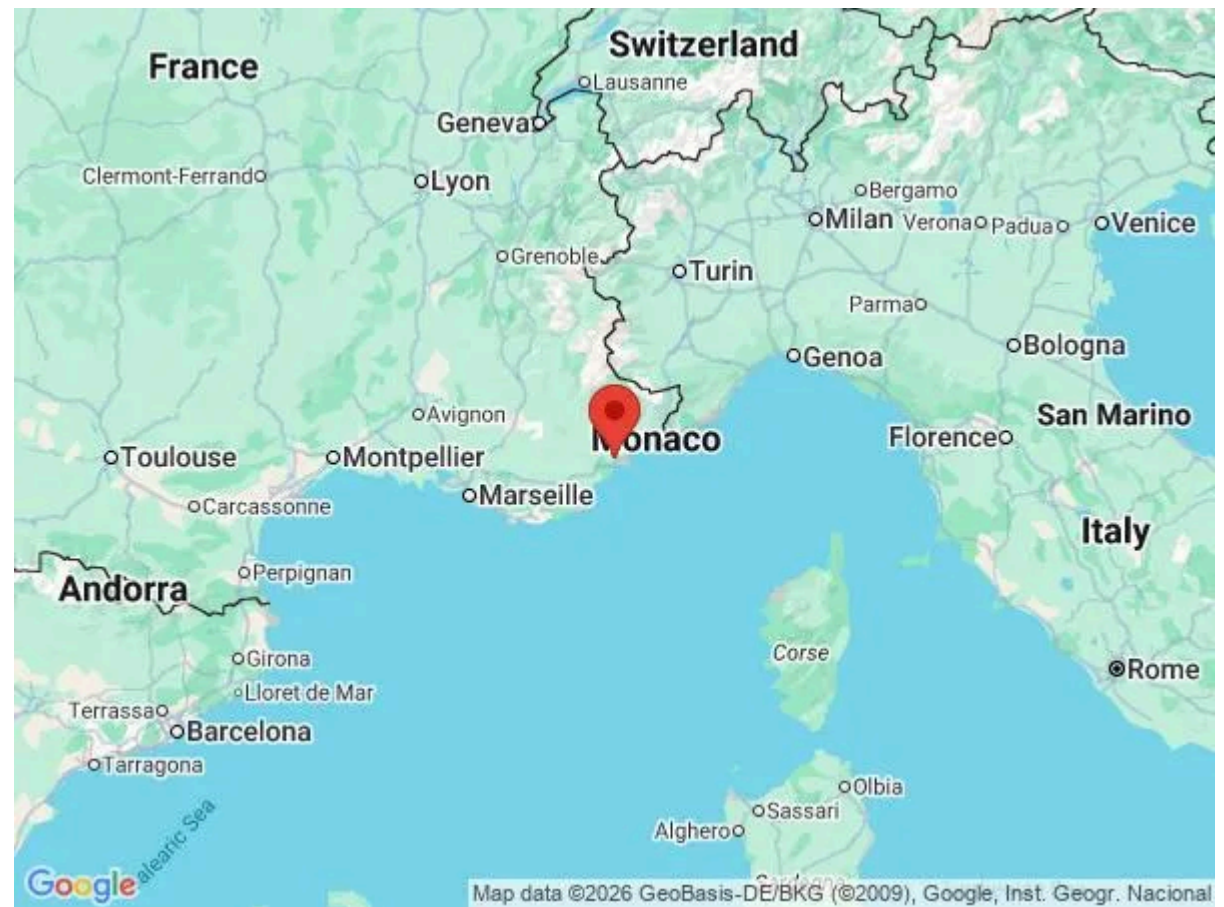 Switzerland
France
Lausanne
Geneva
Clermont-Ferrand
Lyon
Bergamo
Milan
Verona
Padua
Venice
Grenoble
Turin
Parma
Bologna
Genoa
Avignon
San Marino
Monaco
Florence
Toulouse
Montpellier
Marseille
Carcassonne
Italy
Perpignan
Andorra
Corse
Girona
Rome
Lloret de Mar
Terrassa
Barcelona
Tarragona
Olbia
Sassari
Alghero
alearic Sea
Google
Map data ©2026 GeoBasis-DE/BKG (©2009), Google, Inst. Geogr. Nacional